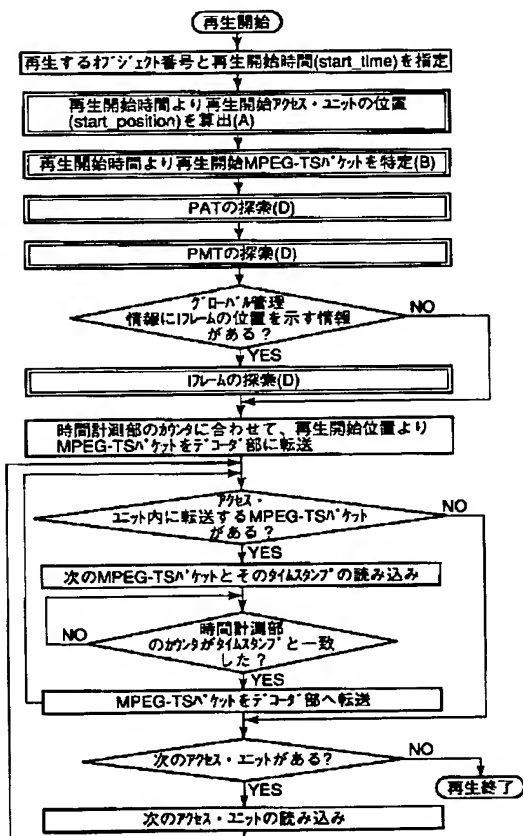 再生開始
再生するオブジェクト番号と再生開始時間(start_time)を指定
再生開始時間より再生開始アクセス・ユニットの位置
(start_position)を算出(A)
再生開始時間より再生開始MPEG-TSパケットを特定(B)
PATの探索(D)
PMTの探索(D)
グローバル管理
情報にIフレームの位置を示す情報
がある?
NO
YES
Iフレームの探索(D)
時間計測部のカウンタに合わせて、再生開始位置より
MPEG-TSパケットをデコーダ部に転送
アクセス・
ユニット内に転送するMPEG-TSパケット
がある?
NO
YES
次のMPEG-TSパケットとそのタイムスタンプの読み込み
時間計測部
のカウンタがタイムスタンプと一致
した?
NO
YES
MPEG-TSパケットをデコーダ部へ転送
次のアクセス・ユニットがある?
NO
YES
再生終了
次のアクセス・ユニットの読み込み